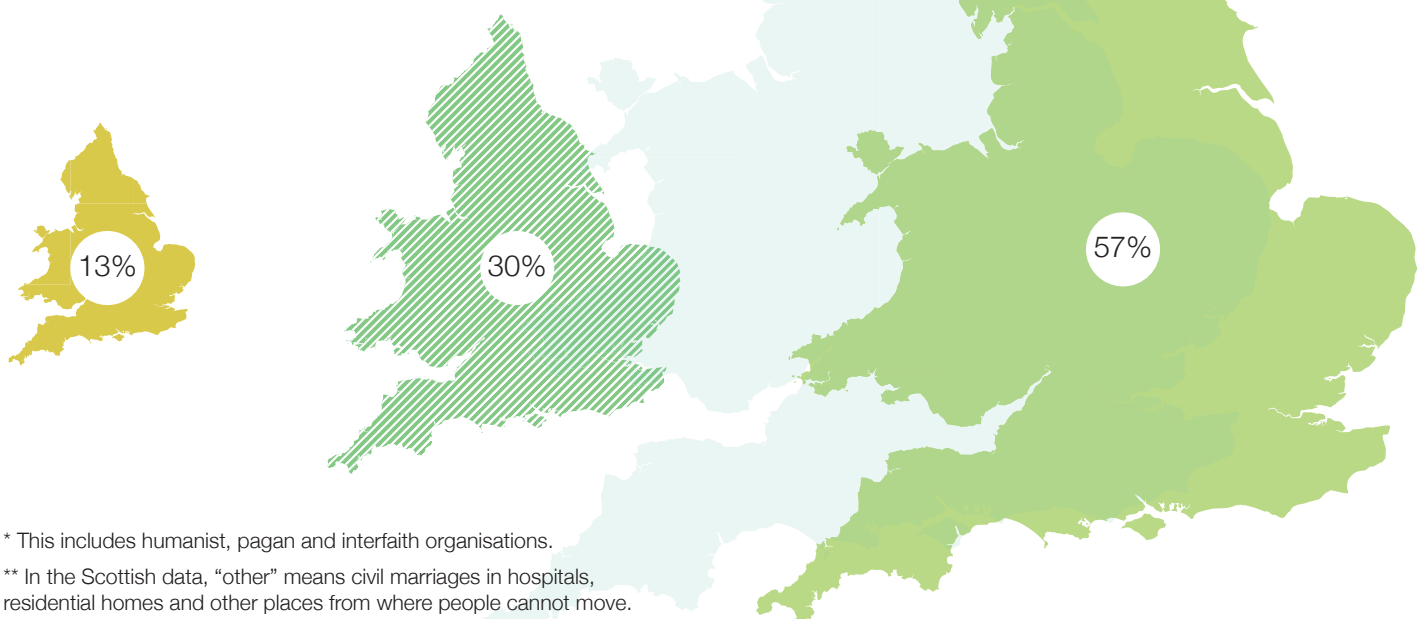 13%
30%
57%
* This includes humanist, pagan and interfaith organisations.
** In the Scottish data, “other” means civil marriages in hospitals,
residential homes and other places from where people cannot move.